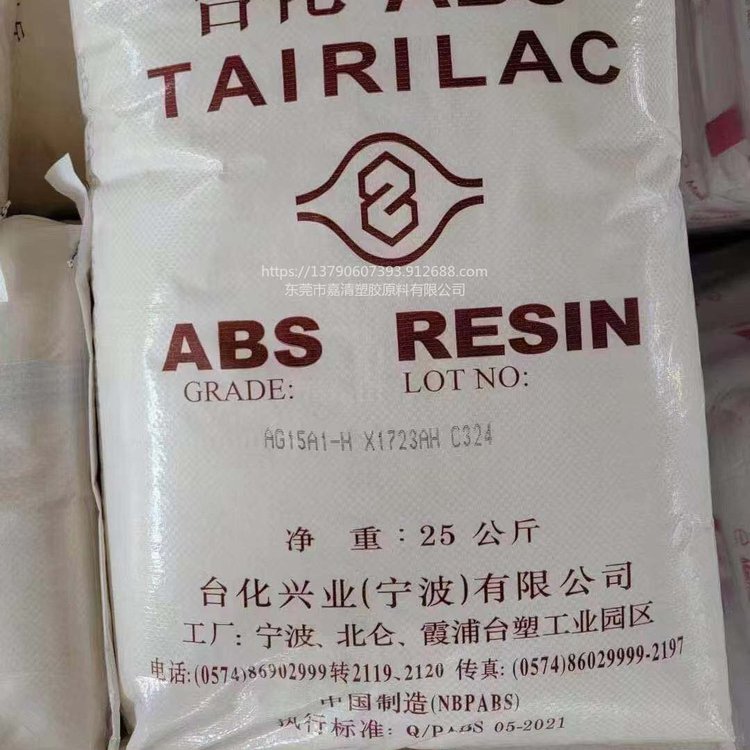 台化 ABS
TAIRILAC
https://13790607393.912688.com
东莞市嘉清塑胶原料有限公司
ABS RESIN
GRADE: LOT NO:
AG15A1-H X1723AH C324
净 重:25 公斤
台化兴业(宁波)有限公司
工厂:宁波、北仑、霞浦台塑工业园区
电话:(0574)86902999转2119、2120 传真:(0574)86029999-2197
中国制造(NBPABS)
执行标准: Q/PABS 05-2021